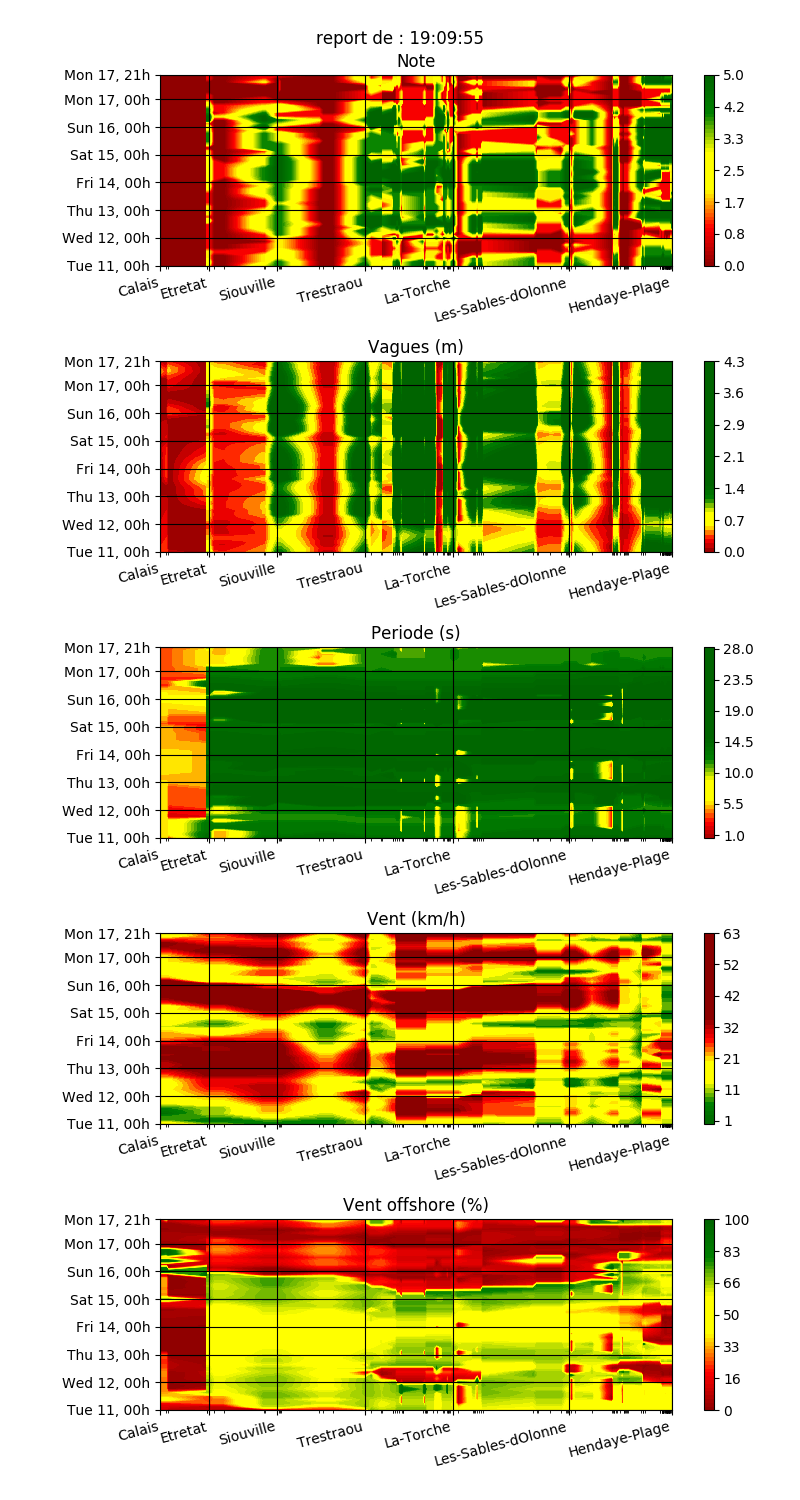 report de : 19:09:55
Note
Mon 17, 21h
Mon 17, 00h
Sun 16, 00h
Sat 15, 00h
Fri 14, 00h
Thu 13, 00h
Wed 12, 00h
Tue 11, 00h
5.0
4.2
3.3
2.5
1.7
0.8
0.0
Calais Etretat Siouville Trestraou La-Torche Les-Sables-dOlonne Hendaye-Plage
Vagues (m)
Mon 17, 21h
Mon 17, 00h
Sun 16, 00h
Sat 15, 00h
Fri 14, 00h
Thu 13, 00h
Wed 12, 00h
Tue 11, 00h
4.3
3.6
2.9
2.1
1.4
0.7
0.0
Calais Etretat Siouville Trestraou La-Torche Les-Sables-dOlonne Hendaye-Plage
Periode (s)
Mon 17, 21h
Mon 17, 00h
Sun 16, 00h
Sat 15, 00h
Fri 14, 00h
Thu 13, 00h
Wed 12, 00h
Tue 11, 00h
28.0
23.5
19.0
14.5
10.0
5.5
1.0
Calais Etretat Siouville Trestraou La-Torche Les-Sables-dOlonne Hendaye-Plage
Vent (km/h)
Mon 17, 21h
Mon 17, 00h
Sun 16, 00h
Sat 15, 00h
Fri 14, 00h
Thu 13, 00h
Wed 12, 00h
Tue 11, 00h
63
52
42
32
21
11
1
Calais Etretat Siouville Trestraou La-Torche Les-Sables-dOlonne Hendaye-Plage
Vent offshore (%)
Mon 17, 21h
Mon 17, 00h
Sun 16, 00h
Sat 15, 00h
Fri 14, 00h
Thu 13, 00h
Wed 12, 00h
Tue 11, 00h
100
83
66
50
33
16
0
Calais Etretat Siouville Trestraou La-Torche Les-Sables-dOlonne Hendaye-Plage